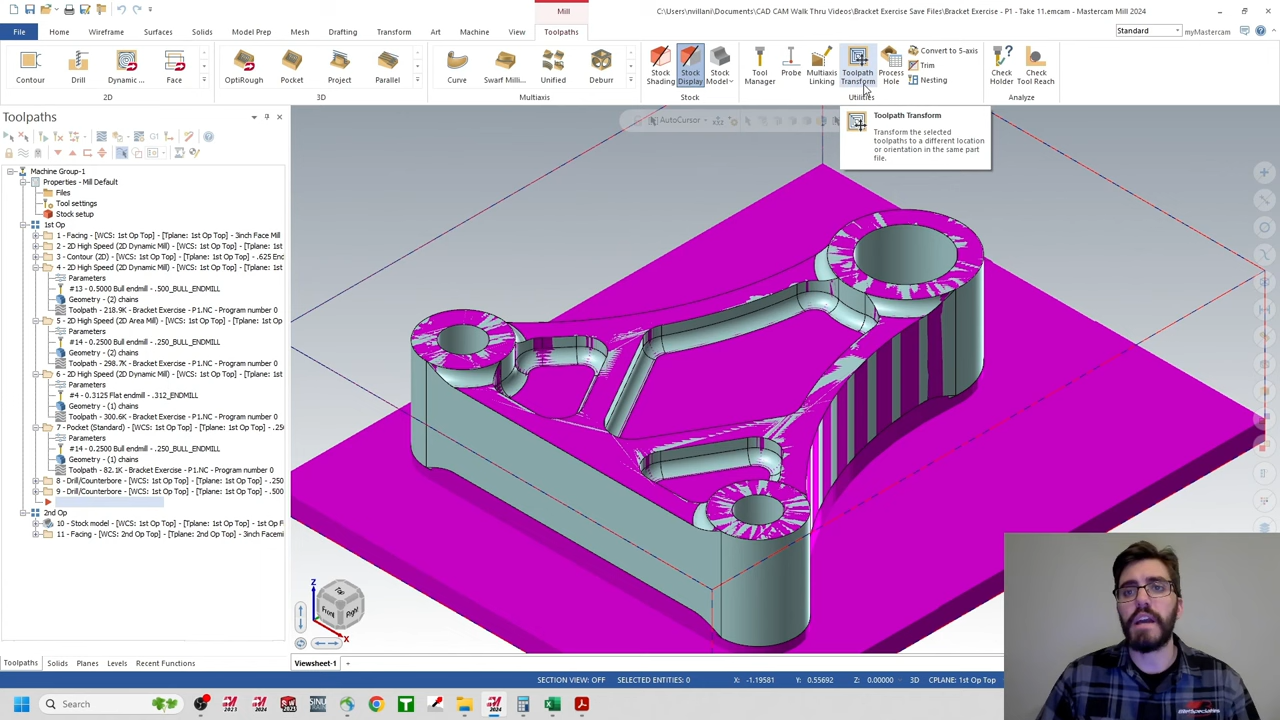 Mill
C:\Users\nvillani\Documents\CAD CAM Walk Thru Videos\Bracket Exercise Save Files\Bracket Exercise - P1 - Take 11.emcam - Mastercam Mill 2024
File Home Wireframe Surfaces Solids Model Prep Mesh Drafting Transform Art Machine View Toolpaths
Standard myMastercam
Contour Drill Dynamic ... Face
OptiRough Pocket Project Parallel
Curve Swarf Milli... Unified Deburr
Stock Shading Stock Display Stock Model
Tool Manager Probe Multiaxis Linking Toolpath Transform Process Hole
Convert to 5-axis
Trim
Nesting
Check Holder Check Tool Reach
2D 3D Multiaxis Stock Utilities Analyze
Toolpaths
AutoCursor
Toolpath Transform
Transform the selected
toolpaths to a different location
or orientation in the same part
file.
Machine Group-1
Properties - Mill Default
Files
Tool settings
Stock setup
1st Op
1 - Facing - [WCS: 1st Op Top] - [Tplane: 1st Op Top] - 3inch Face Mill
2 - 2D High Speed (2D Dynamic Mill) - [WCS: 1st Op Top] - [Tpl
3 - Contour (2D) - [WCS: 1st Op Top] - [Tplane: 1st Op Top] - .625 En
4 - 2D High Speed (2D Dynamic Mill) - [WCS: 1st Op Top] - [Tpl
Parameters
#13 - 0.5000 Bull endmill - .500_BULL_ENDMILL
Geometry - (2) chains
Toolpath - 218.9K - Bracket Exercise - P1.NC - Program number 0
5 - 2D High Speed (2D Area Mill) - [WCS: 1st Op Top] - [Tplane:
Parameters
#14 - 0.2500 Bull endmill - .250_BULL_ENDMILL
Geometry - (2) chains
Toolpath - 298.7K - Bracket Exercise - P1.NC - Program number 0
6 - 2D High Speed (2D Dynamic Mill) - [WCS: 1st Op Top] - [Tpl
Parameters
#4 - 0.3125 Flat endmill - .312_ENDMILL
Geometry - (1) chains
Toolpath - 300.6K - Bracket Exercise - P1.NC - Program number 0
7 - Pocket (Standard) - [WCS: 1st Op Top] - [Tplane: 1st Op Top] - .25
Parameters
#14 - 0.2500 Bull endmill - .250_BULL_ENDMILL
Geometry - (1) chains
Toolpath - 82.1K - Bracket Exercise - P1.NC - Program number 0
8 - Drill/Counterbore - [WCS: 1st Op Top] - [Tplane: 1st Op Top] - .250
9 - Drill/Counterbore - [WCS: 1st Op Top] - [Tplane: 1st Op Top] - .500
2nd Op
10 - Stock model - [WCS: 1st Op Top] - [Tplane: 1st Op Top] - 1st Op F
11 - Facing - [WCS: 2nd Op Top] - [Tplane: 2nd Op Top] - 3inch Facemi
Top
Front Right
Z
X
Toolpaths Solids Planes Levels Recent Functions
Viewsheet-1 +
SECTION VIEW: OFF SELECTED ENTITIES: 0 X: -1.19581 Y: 0.55692 Z: 0.00000 3D CPLANE: 1st Op Top
Search